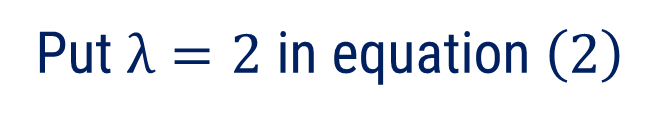 Put λ = 2 in equation (2)